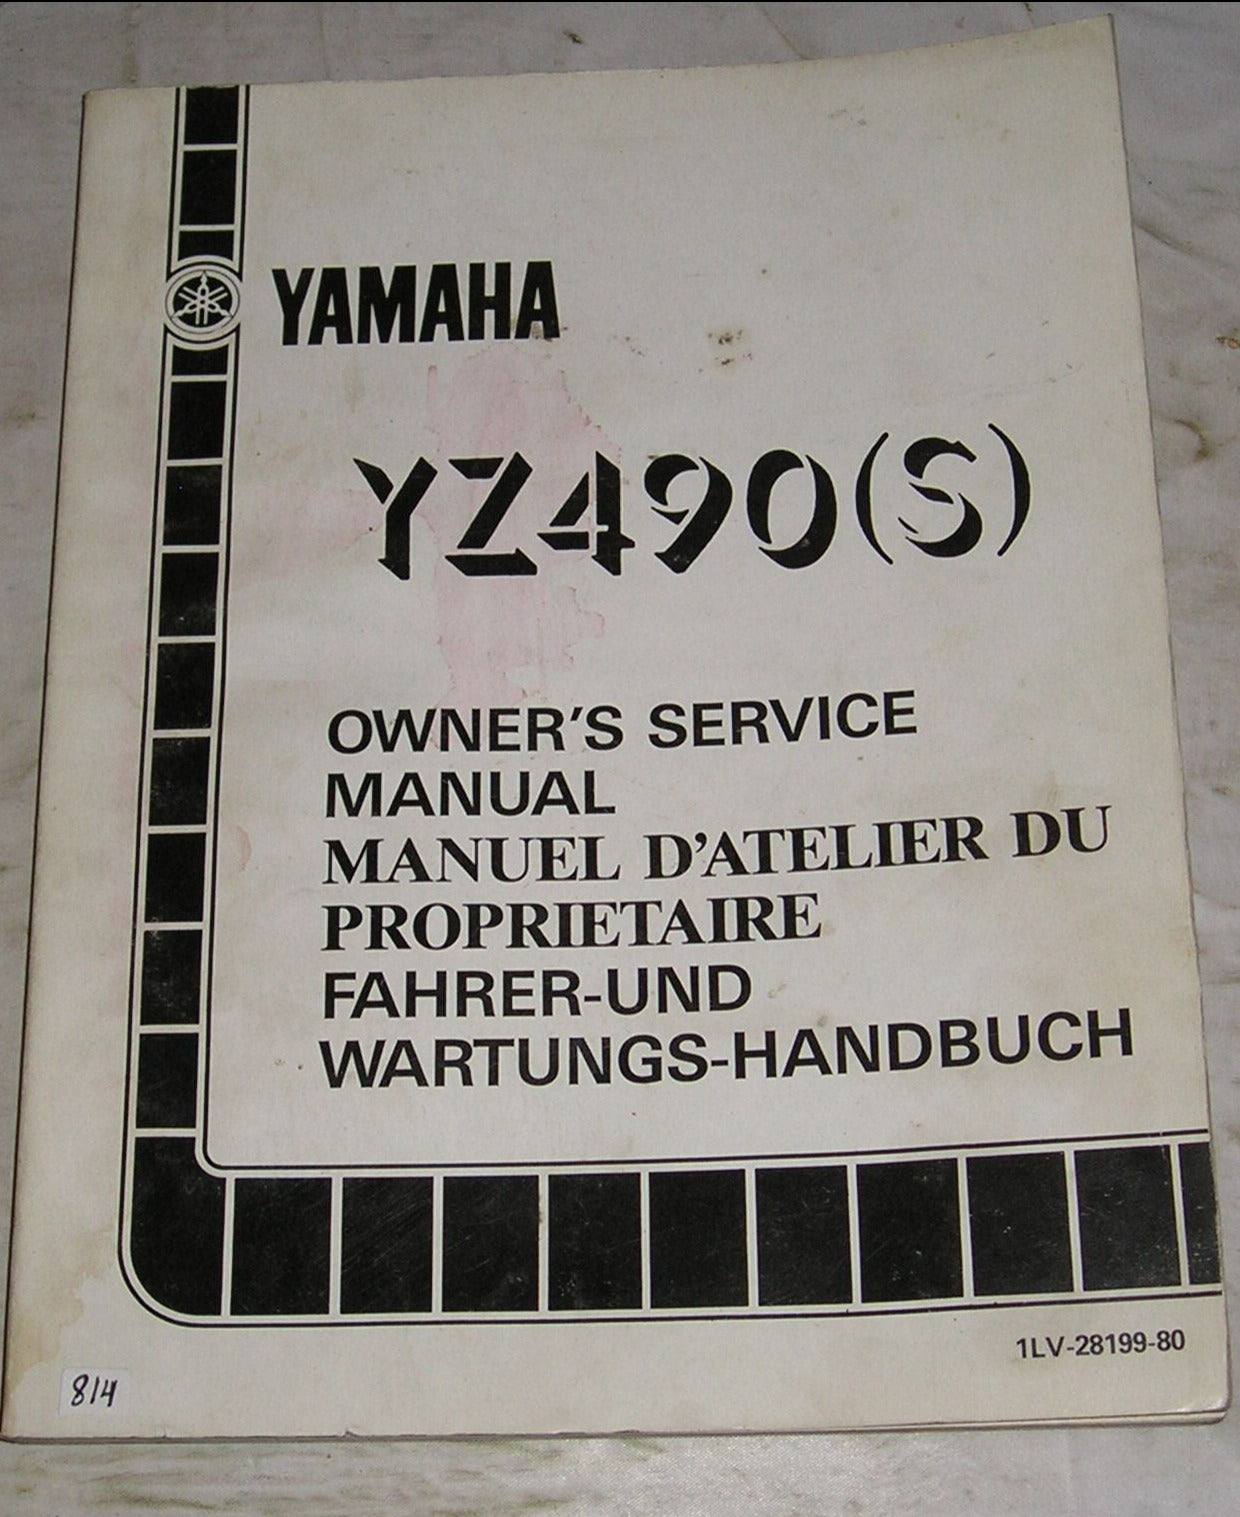 YAMAHA
YZ490(S)
OWNER'S SERVICE
MANUAL
MANUEL D'ATELIER DU
PROPRIETAIRE
FAHRER-UND
WARTUNGS-HANDBUCH
1LV-28199-80
814